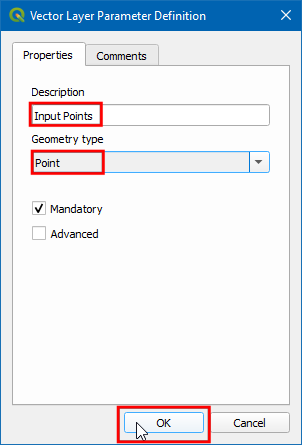 Vector Layer Parameter Definition
Properties Comments
Description
Input Points
Geometry type
Point
Mandatory
Advanced
OK Cancel